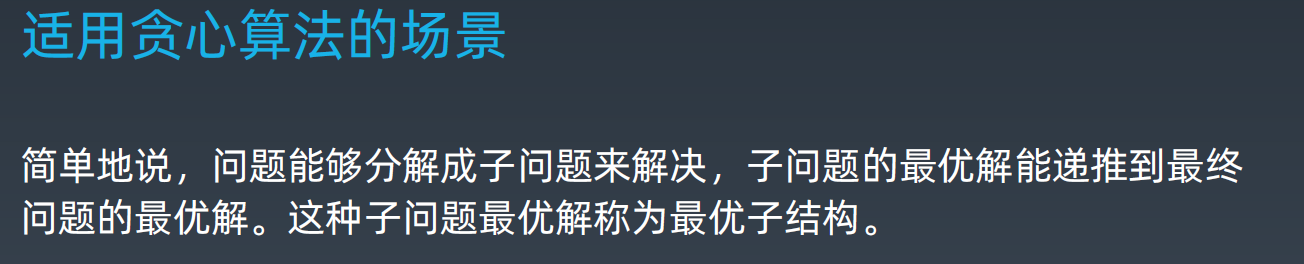 适用贪心算法的场景
简单地说，问题能够分解成子问题来解决，子问题的最优解能递推到最终
问题的最优解。这种子问题最优解称为最优子结构。